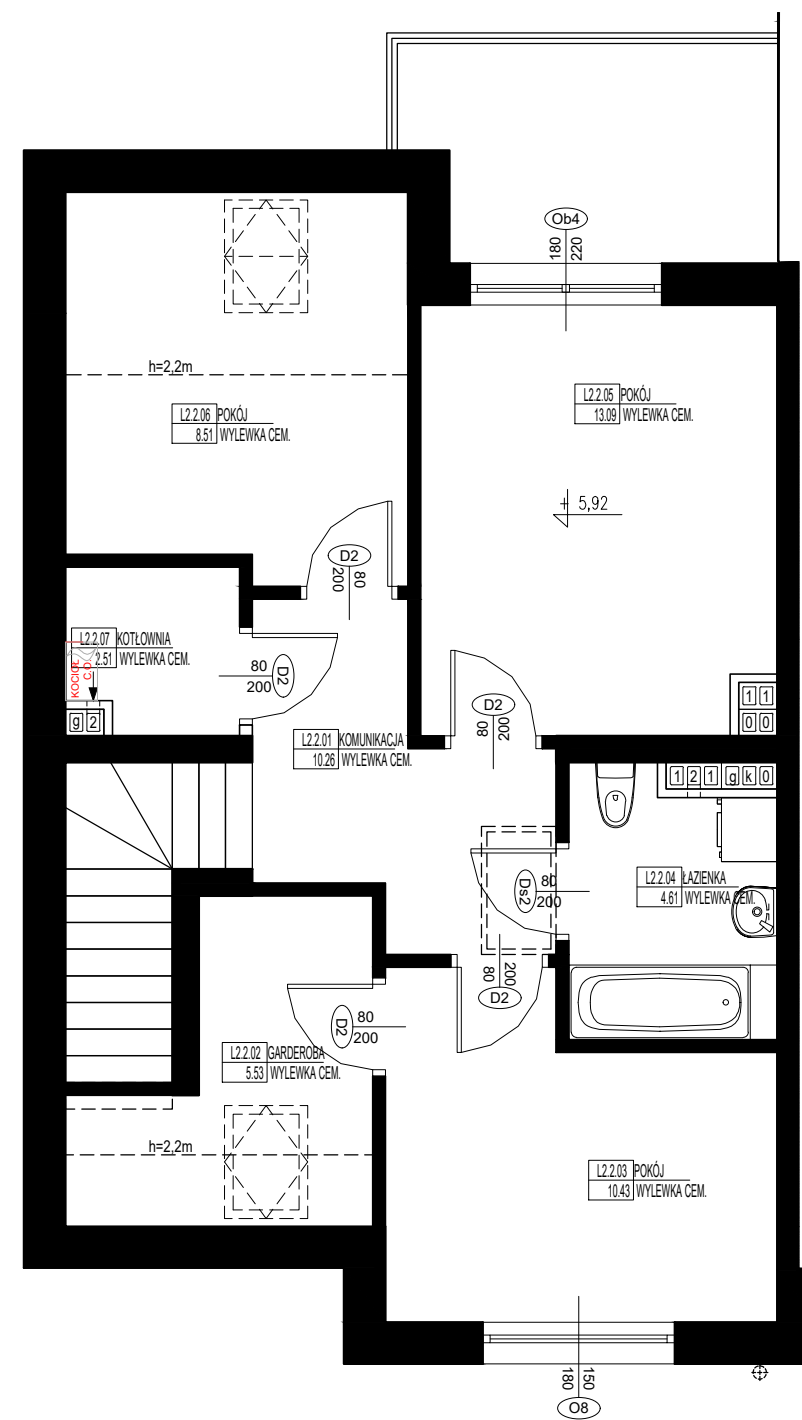 Ob4
180
220
h=2,2m
L2.2.06 POKÓJ
8.51 WYLEWKA CEM.
L2.2.05 POKÓJ
13.09 WYLEWKA CEM.
+ 5,92
D2
80
200
L2.2.07 KOTŁOWNIA
2.51 WYLEWKA CEM.
KOCIOŁ
C.O.
g 2
80
200
D2
D2
80
200
1 1
0 0
L2.2.01 KOMUNIKACJA
10.26 WYLEWKA CEM.
1 2 1 g k 0
Ds2
80
200
L2.2.04 ŁAZIENKA
4.61 WYLEWKA CEM.
80
200
D2
D2
80
200
L2.2.02 GARDEROBA
5.53 WYLEWKA CEM.
h=2,2m
L2.2.03 POKÓJ
10.43 WYLEWKA CEM.
180
150
O8